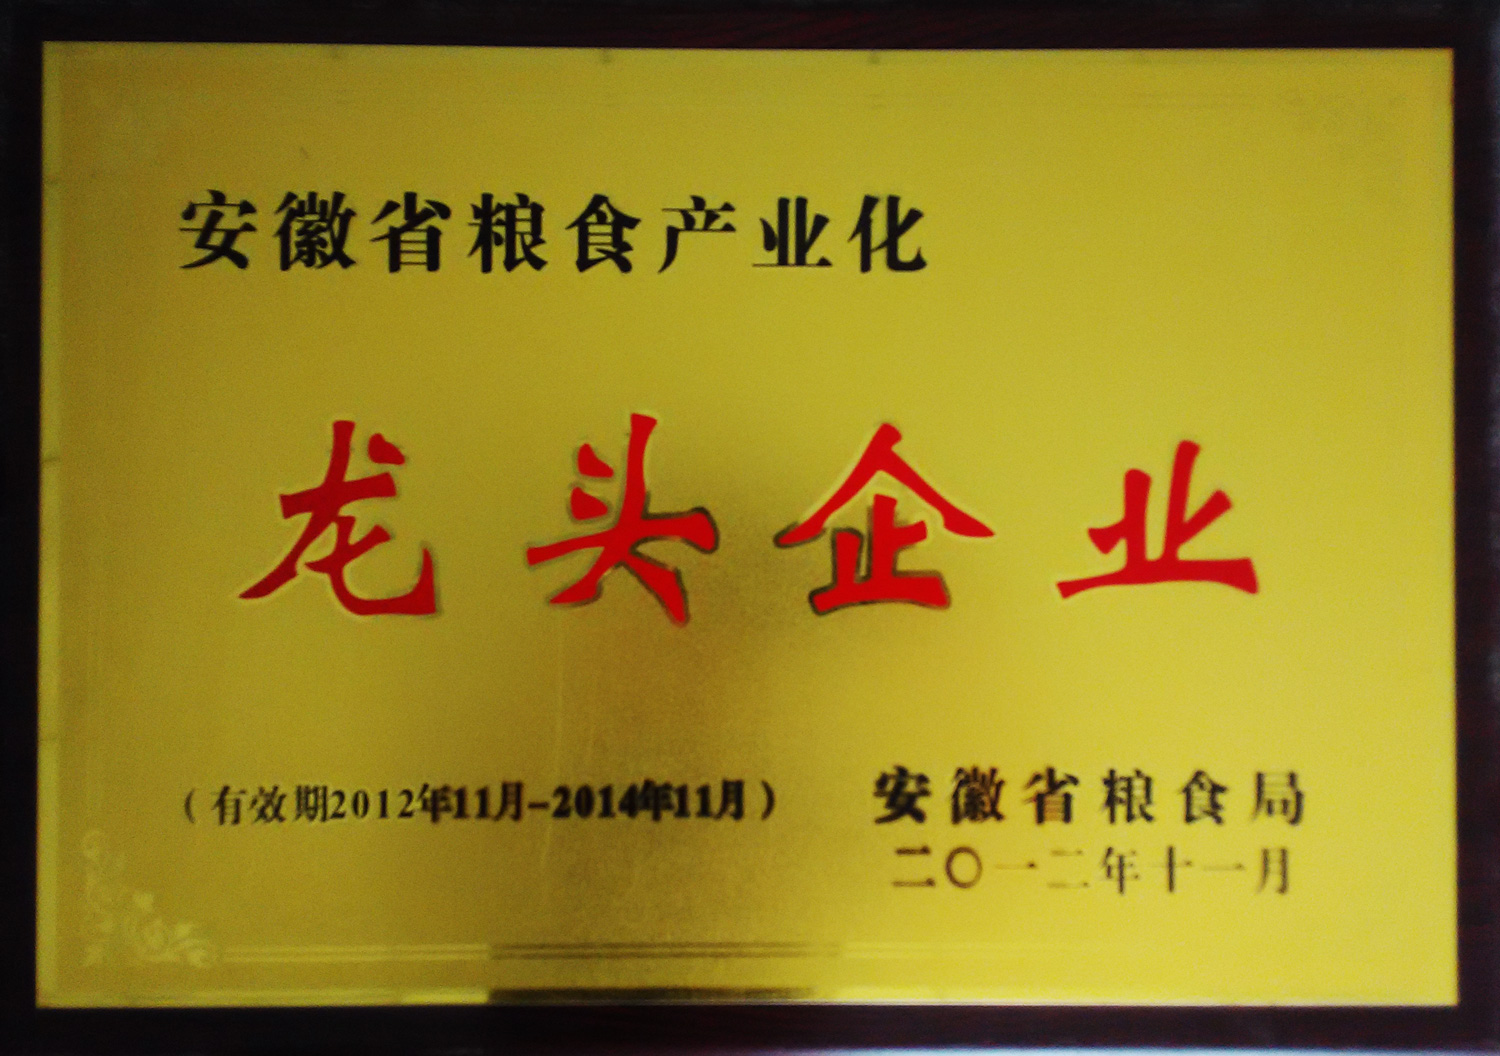 安徽省粮食产业化
龙头企业
（有效期2012年11月-2014年11月）
安徽省粮食局
二〇一二年十一月